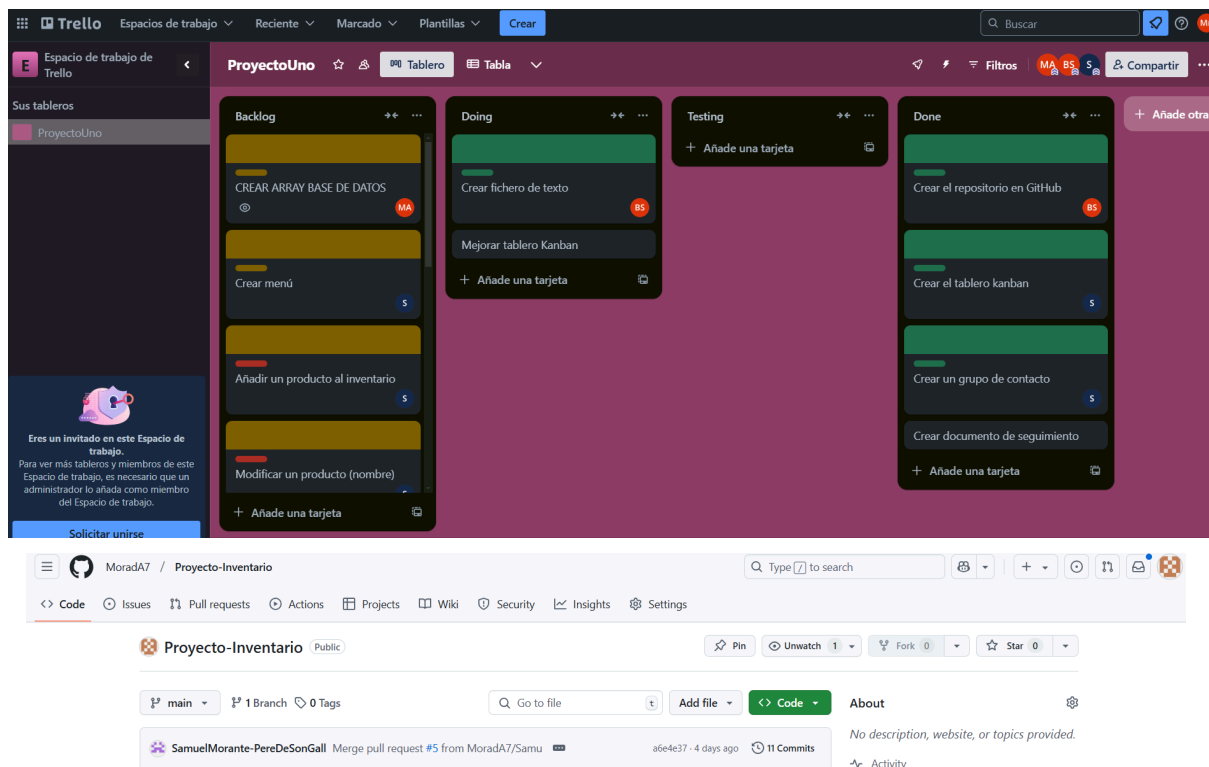 Trello Espacios de trabajo Reciente Marcado Plantillas Crear Buscar
E Espacio de trabajo de Trello
ProyectoUno Tablero Tabla Filtros MA BS S Compartir
Sus tableros
ProyectoUno
Backlog
CREAR ARRAY BASE DE DATOS
MA
Crear menú
S
Añadir un producto al inventario
S
Modificar un producto (nombre)
+ Añade una tarjeta
Doing
Crear fichero de texto
BS
Mejorar tablero Kanban
+ Añade una tarjeta
Testing
+ Añade una tarjeta
Done
Crear el repositorio en GitHub
BS
Crear el tablero kanban
S
Crear un grupo de contacto
S
Crear documento de seguimiento
+ Añade una tarjeta
+ Añade otra
Eres un invitado en este Espacio de
trabajo.
Para ver más tableros y miembros de este
Espacio de trabajo, es necesario que un
administrador lo añada como miembro
del Espacio de trabajo.
Solicitar unirse
MoradA7 / Proyecto-Inventario Type / to search
Code Issues Pull requests Actions Projects Wiki Security Insights Settings
Proyecto-Inventario Public Pin Unwatch 1 Fork 0 Star 0
main 1 Branch 0 Tags Go to file t Add file Code About
SamuelMorante-PereDeSonGall Merge pull request #5 from MoradA7/Samu a6e4e37 · 4 days ago 11 Commits
No description, website, or topics provided.
Activity